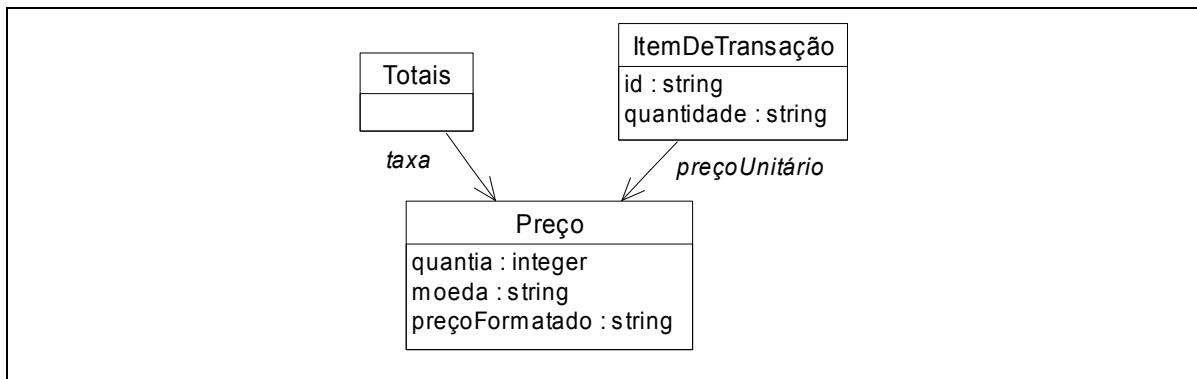 Totais
ItemDeTransação
id : string
quantidade : string
taxa
preçoUnitário
Preço
quantia : integer
moeda : string
preçoFormatado : string